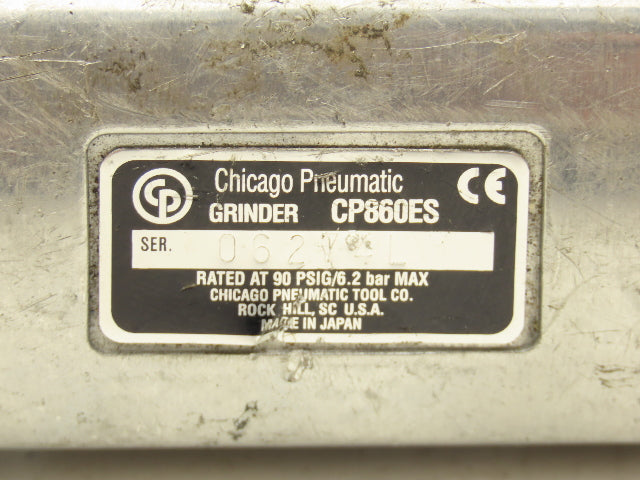 CP Chicago Pneumatic CE
GRINDER CP860ES
SER.
RATED AT 90 PSIG/6.2 bar MAX
CHICAGO PNEUMATIC TOOL CO.
ROCK HILL, SC U.S.A.
MADE IN JAPAN